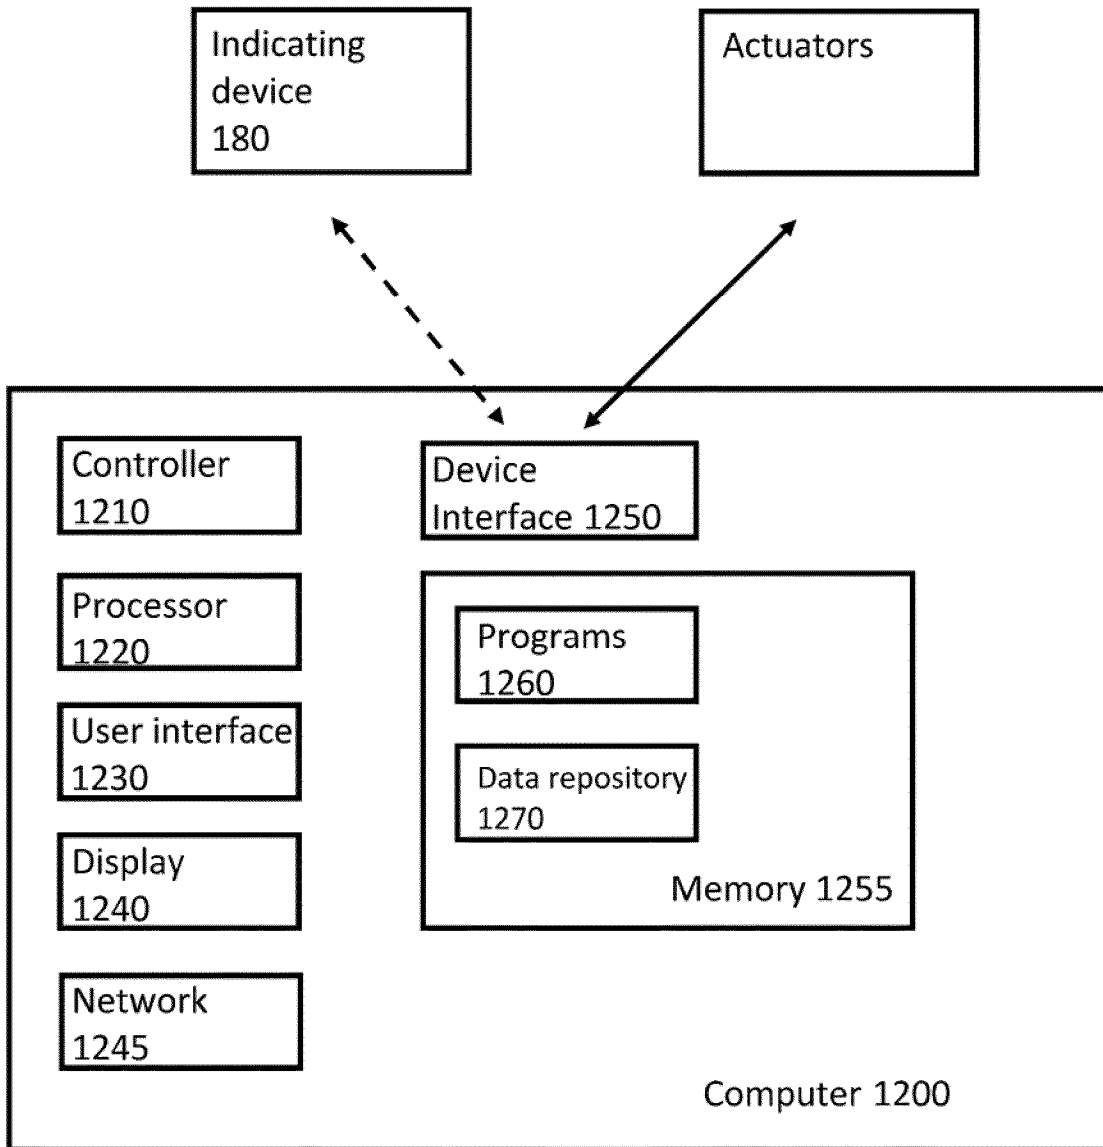 Indicating
device
180
Actuators
Controller
1210
Device
Interface 1250
Processor
1220
Programs
1260
User interface
1230
Data repository
1270
Display
1240
Memory 1255
Network
1245
Computer 1200